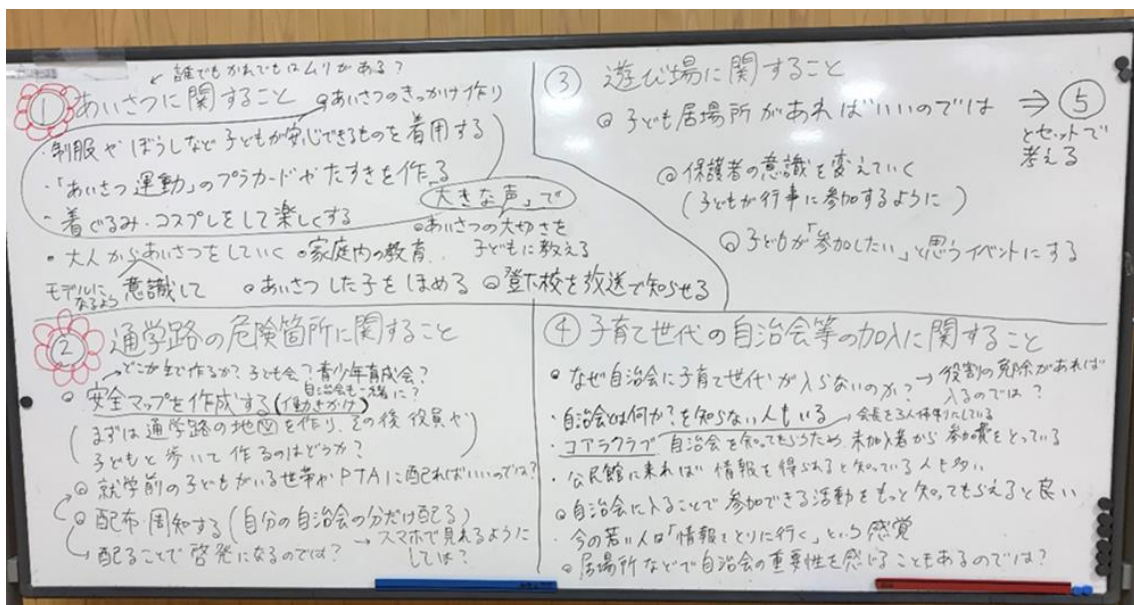 誰でもかれでもはムリがある?
① あいさつに関すること ◎あいさつのきっかけ作り
・制服やぼうしなど子どもが安心できるものを着用する
・「あいさつ運動」のプラカードやたすきを作る
・着ぐるみ・コスプレをして楽しくする
「大きな声」で
◎あいさつの大切さを
子どもに教える
・大人からあいさつをしていく ◎家庭内の教育
モデルになるよう 意識して
◎あいさつした子をほめる ◎登校を放送で知らせる
② 通学路の危険箇所に関すること
どこが主で作るか?子ども会?青少年育成会?
自治会も一緒に?
◎安全マップを作成する(働きかけ)
(まずは通学路の地図を作り、その後役員や
子どもと歩いて作るのはどうか?)
◎就学前の子どもがいる世帯かPTAに配ればいいのでは?
◎配布・周知する(自分の自治会の分だけ配る)
→配ることで啓発になるのでは?
→スマホで見れるように
しては?
③ 遊び場に関すること
◎子ども居場所があればいいのでは
⇒⑤
とセットで
考える
◎保護者の意識を変えていく
(子どもが行事に参加するように)
◎子どもが「参加したい」と思うイベントにする
④子育て世代の自治会等の加入に関すること
◎なぜ自治会に子育て世代が入らないのか?→役割の免除があれば
入るのでは?
・自治会とは何か?を知らない人もいる
・コアラクラブ 自治会を知ってもらうため、未加入者から参加費をとっている
公民館に来れば情報を得られると知っている人も多い
◎自治会に入ることで参加できる活動をもっと知ってもらえると良い
・今の若い人は「情報をとりに行く」という感覚
◎居場所などで自治会の重要性を感じることもあるのでは?